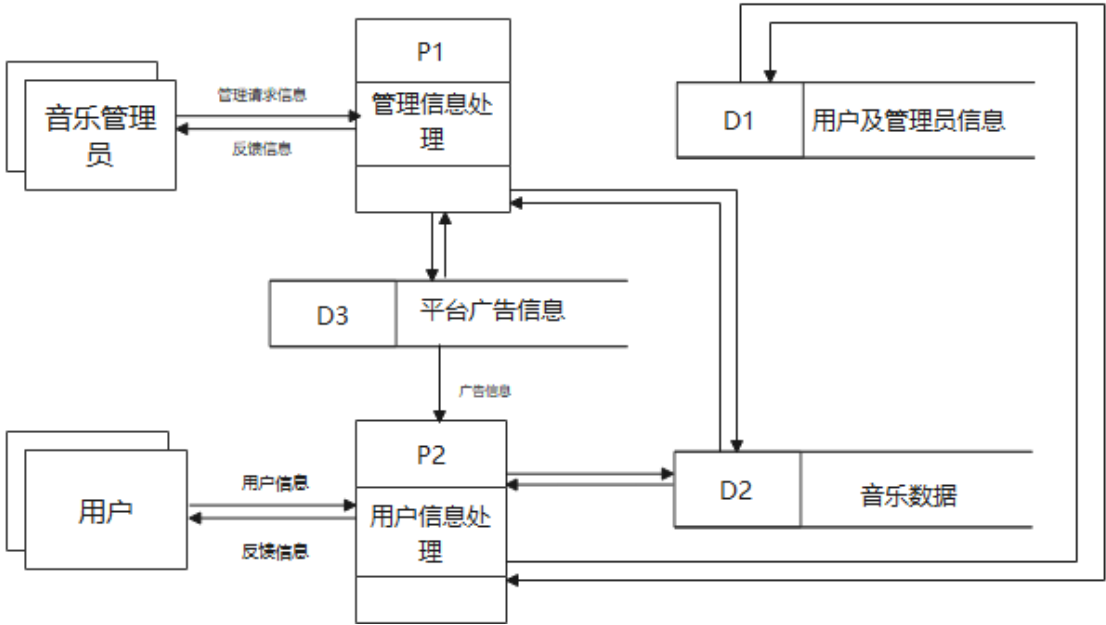 P1
管理信息处
理
音乐管理
员
管理请求信息
反馈信息
D1
用户及管理员信息
D3
平台广告信息
广告信息
P2
用户信息处
理
用户
用户信息
反馈信息
D2
音乐数据